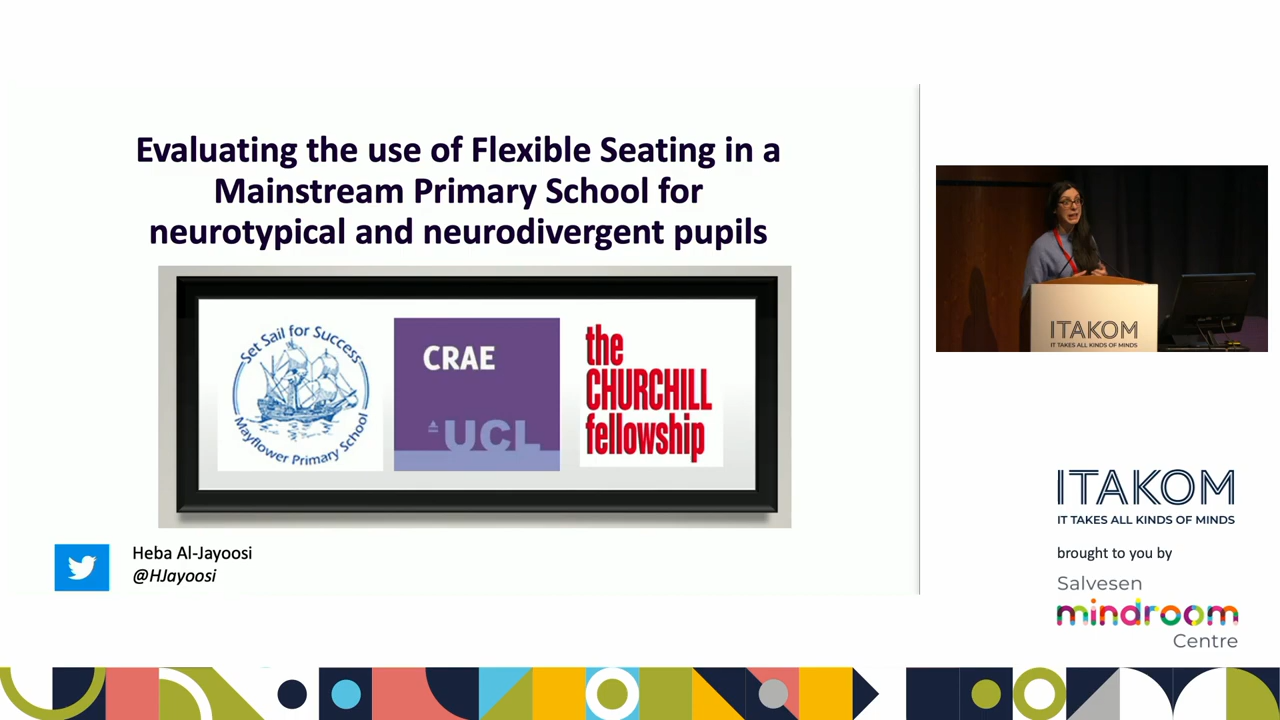 Evaluating the use of Flexible Seating in a
Mainstream Primary School for
neurotypical and neurodivergent pupils
Set Sail for Success
Mayflower Primary School
CRAE
UCL
the
CHURCHILL
fellowship
Heba Al-Jayoosi
@HJayoosi
ITAKOM
IT TAKES ALL KINDS OF MINDS
ITAKOM
IT TAKES ALL KINDS OF MINDS
brought to you by
Salvesen
mindroom
Centre